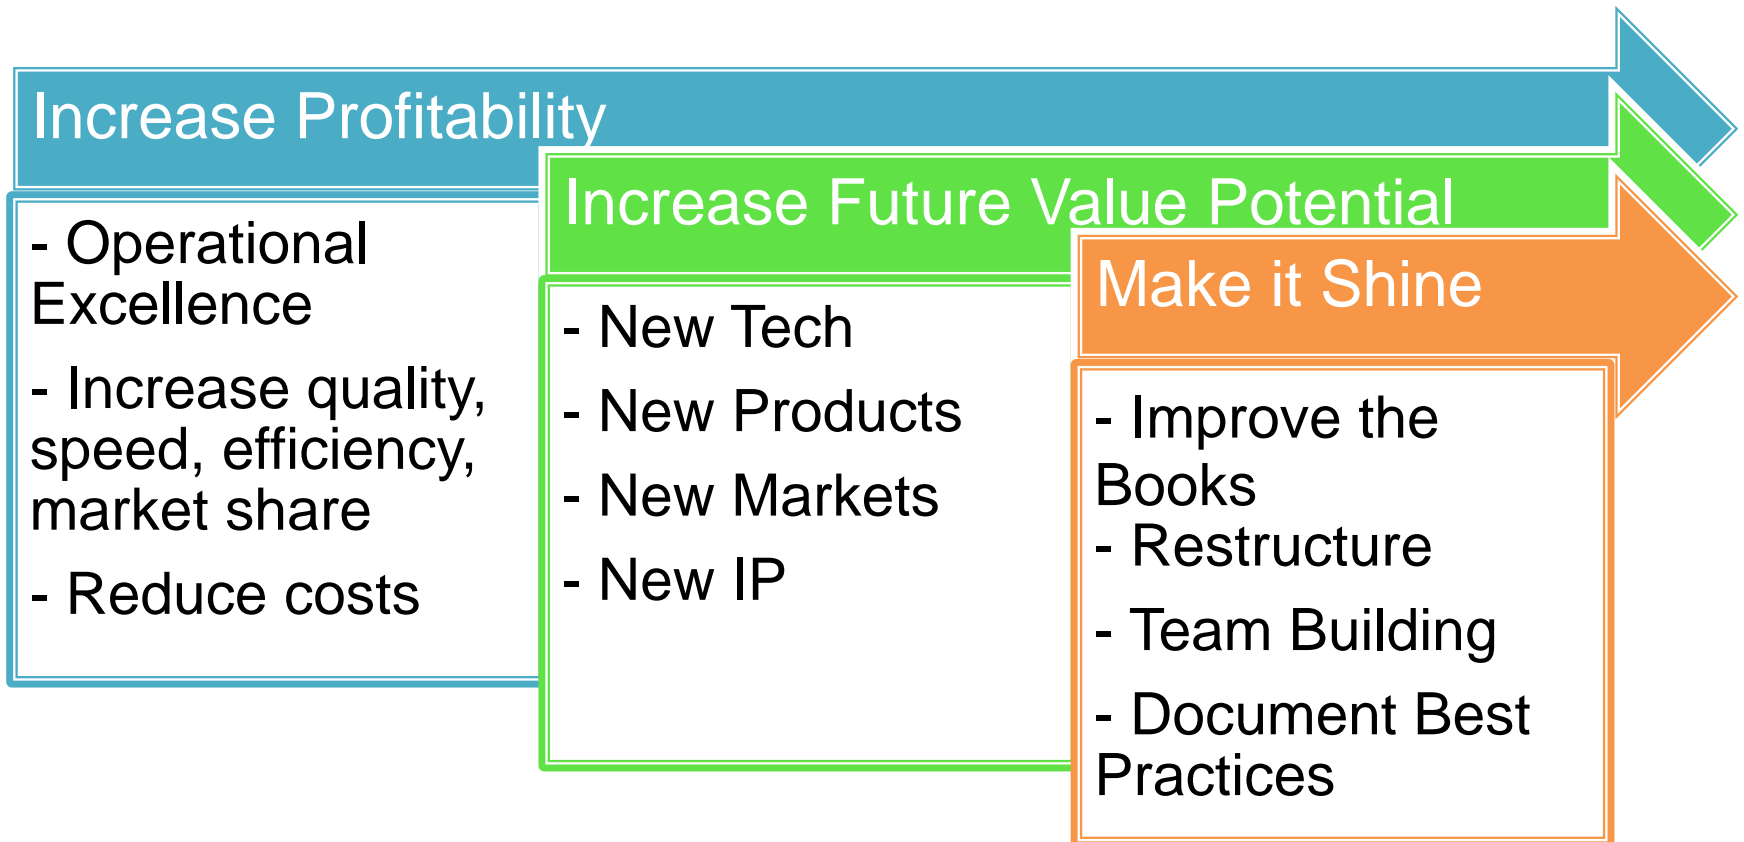 Increase Profitability
- Operational
Excellence
- Increase quality,
speed, efficiency,
market share
- Reduce costs
Increase Future Value Potential
- New Tech
- New Products
- New Markets
- New IP
Make it Shine
- Improve the
Books
- Restructure
- Team Building
- Document Best
Practices